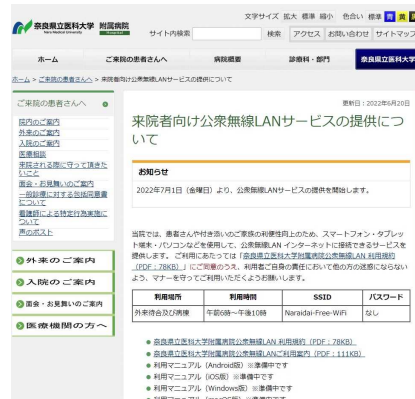 文字サイズ 拡大 標準 縮小 色合い 標準 青 黄 黒
奈良県立医科大学 附属病院
Nara Medical University Hospital
サイト内検索 検索 アクセス お問い合わせ サイトマップ
ホーム ご来院の患者さんへ 病院概要 診療科・部門 奈良県立医科大学
ホーム > ご来院の患者さんへ > 来院者向け公衆無線LANサービスの提供について
ご来院の患者さんへ
院内のご案内
外来のご案内
入院のご案内
医療相談
来院される際に守って頂きた
いこと
面会・お見舞いのご案内
一般診療に対する包括同意書
について
看護師による特定行為実施に
ついて
声のポスト
外来のご案内
入院のご案内
面会・お見舞いのご案内
医療機関の方へ
更新日：2022年6月20日
来院者向け公衆無線LANサービスの提供につ
いて
お知らせ
2022年7月1日（金曜日）より、公衆無線LANサービスの提供を開始します。
当院では、患者さんや付き添いのご家族の利便性向上のため、スマートフォン・タブレッ
ト端末・パソコンなどを使用して、公衆無線LAN インターネットに接続できるサービスを
提供します。 ご利用にあたっては「奈良県立医科大学附属病院公衆無線LAN 利用規約
（PDF：78KB）」にご同意のうえ、利用者ご自身の責任において他の方の迷惑にならない
よう、マナーを守ってご利用いただくようお願いします。
利用場所 利用時間 SSID パスワード
外来待合及び病棟 午前6時～午後10時 Naraidai-Free-WiFi なし
奈良県立医科大学附属病院公衆無線LAN 利用規約（PDF：78KB）
奈良県立医科大学附属病院公衆無線LANご利用案内（PDF：111KB）
利用マニュアル（Android版）※準備中です
利用マニュアル（iOS版）※準備中です
利用マニュアル（Windows版）※準備中です
利用マニュアル（macOS版）※準備中です